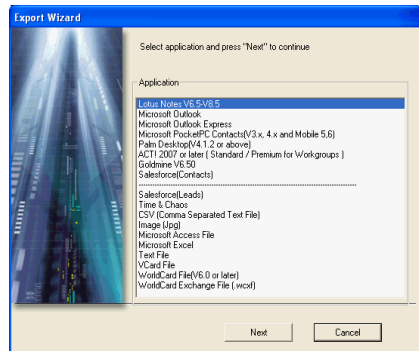 Export Wizard
Select application and press "Next" to continue
Application
Lotus Notes V6.5-V8.5
Microsoft Outlook
Microsoft Outlook Express
Microsoft PocketPC Contacts(V3.x, 4.x and Mobile 5,6)
Palm Desktop(V4.1.2 or above)
ACT! 2007 or later ( Standard / Premium for Workgroups )
Goldmine V6.50
Salesforce(Contacts)
Salesforce(Leads)
Time & Chaos
CSV (Comma Separated Text File)
Image (Jpg)
Microsoft Access File
Microsoft Excel
Text File
VCard File
WorldCard File(V6.0 or later)
WorldCard Exchange File (.wcxf)
Next
Cancel